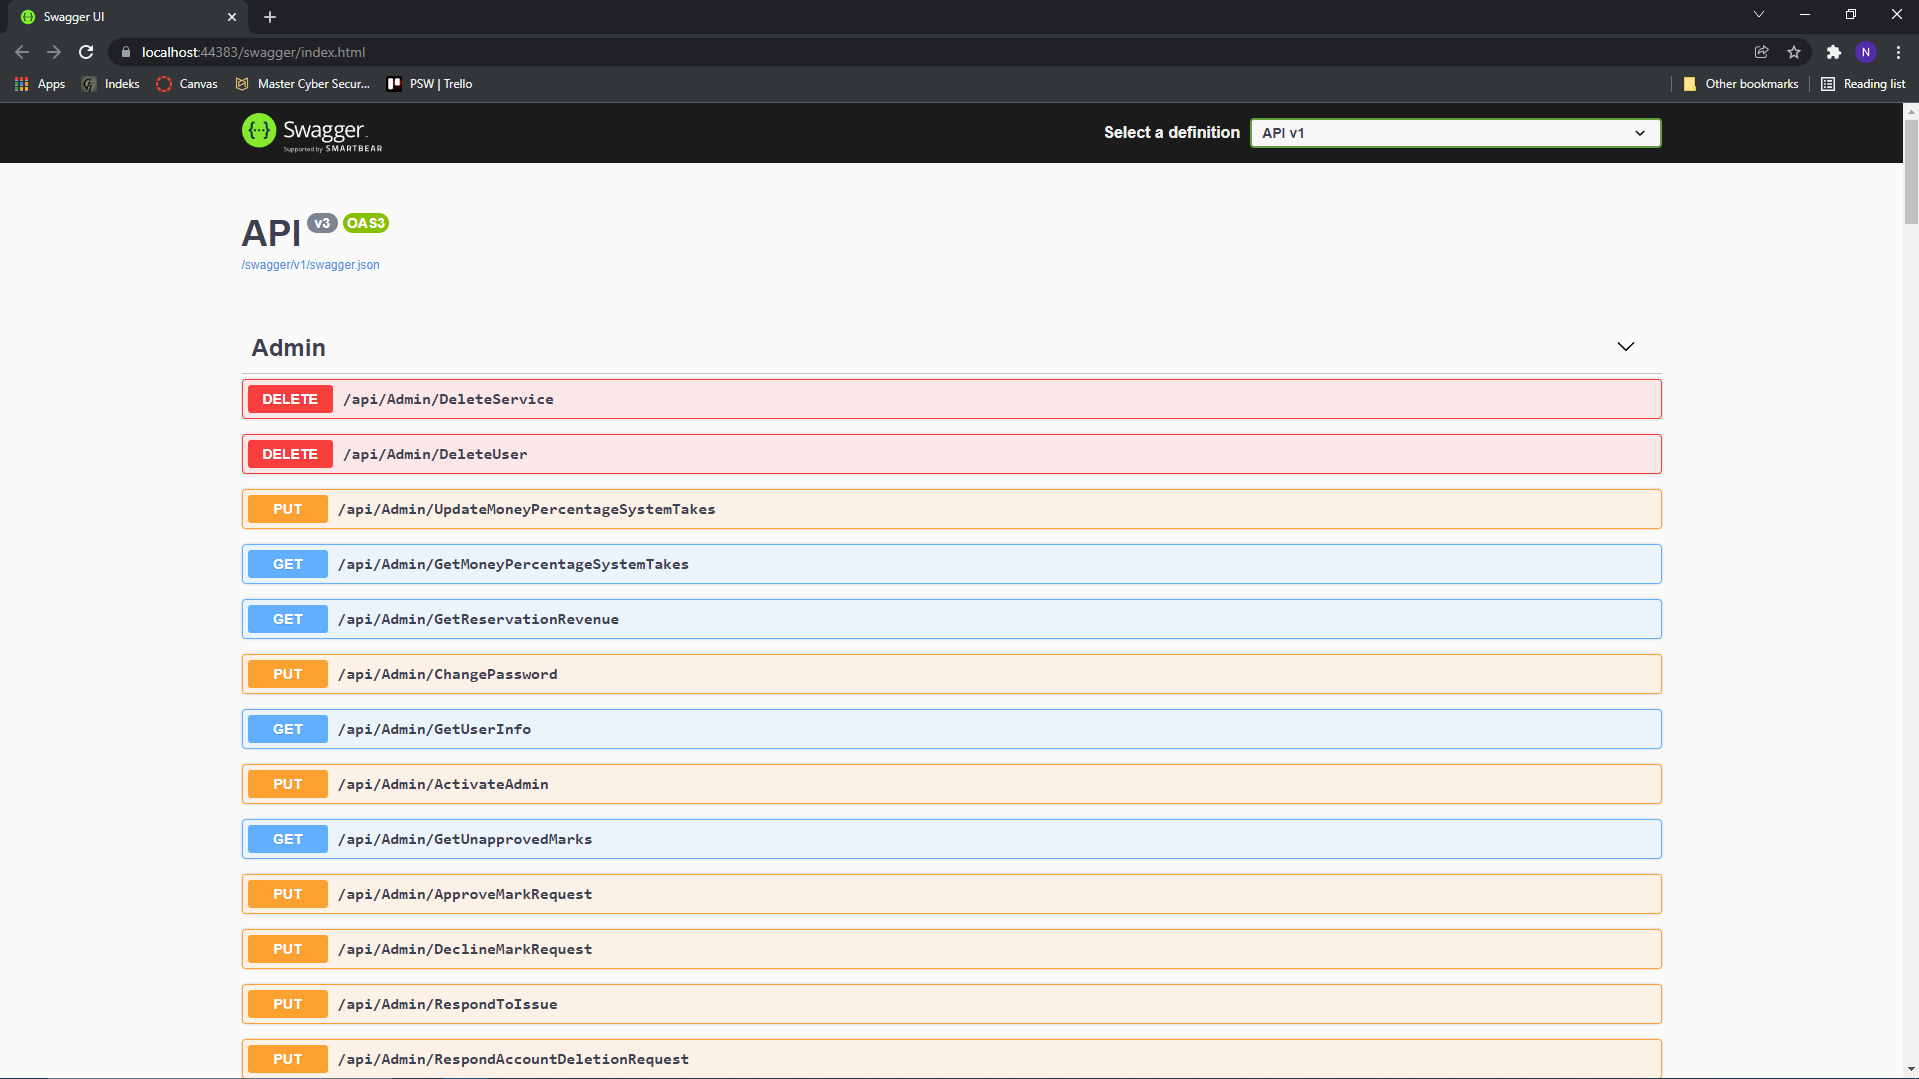 Swagger UI
localhost:44383/swagger/index.html
N
Apps
Indeks
Canvas
Master Cyber Secur...
PSW | Trello
Other bookmarks
Reading list
{···} Swagger
Supported by SMARTBEAR
Select a definition
API v1
API v3 OAS3
/swagger/v1/swagger.json
Admin
DELETE /api/Admin/DeleteService
DELETE /api/Admin/DeleteUser
PUT /api/Admin/UpdateMoneyPercentageSystemTakes
GET /api/Admin/GetMoneyPercentageSystemTakes
GET /api/Admin/GetReservationRevenue
PUT /api/Admin/ChangePassword
GET /api/Admin/GetUserInfo
PUT /api/Admin/ActivateAdmin
GET /api/Admin/GetUnapprovedMarks
PUT /api/Admin/ApproveMarkRequest
PUT /api/Admin/DeclineMarkRequest
PUT /api/Admin/RespondToIssue
PUT /api/Admin/RespondAccountDeletionRequest